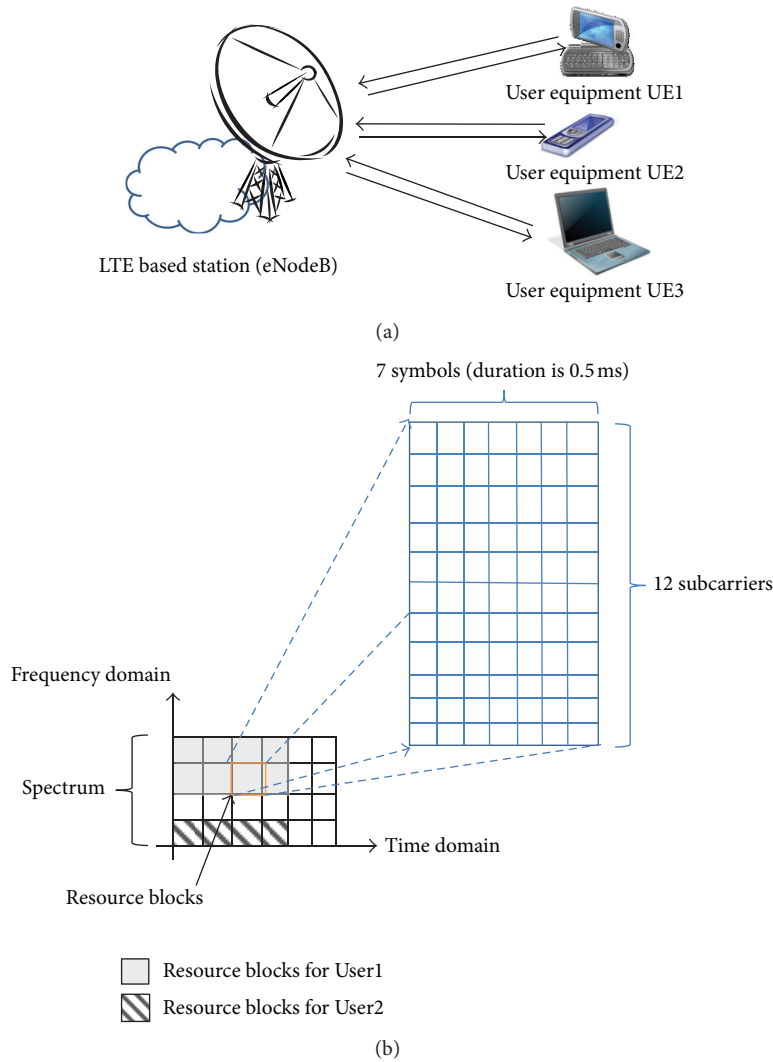 User equipment UE1
User equipment UE2
LTE based station (eNodeB)
User equipment UE3
(a)
7 symbols (duration is 0.5 ms)
12 subcarriers
Frequency domain
Spectrum
Time domain
Resource blocks
Resource blocks for User1
Resource blocks for User2
(b)